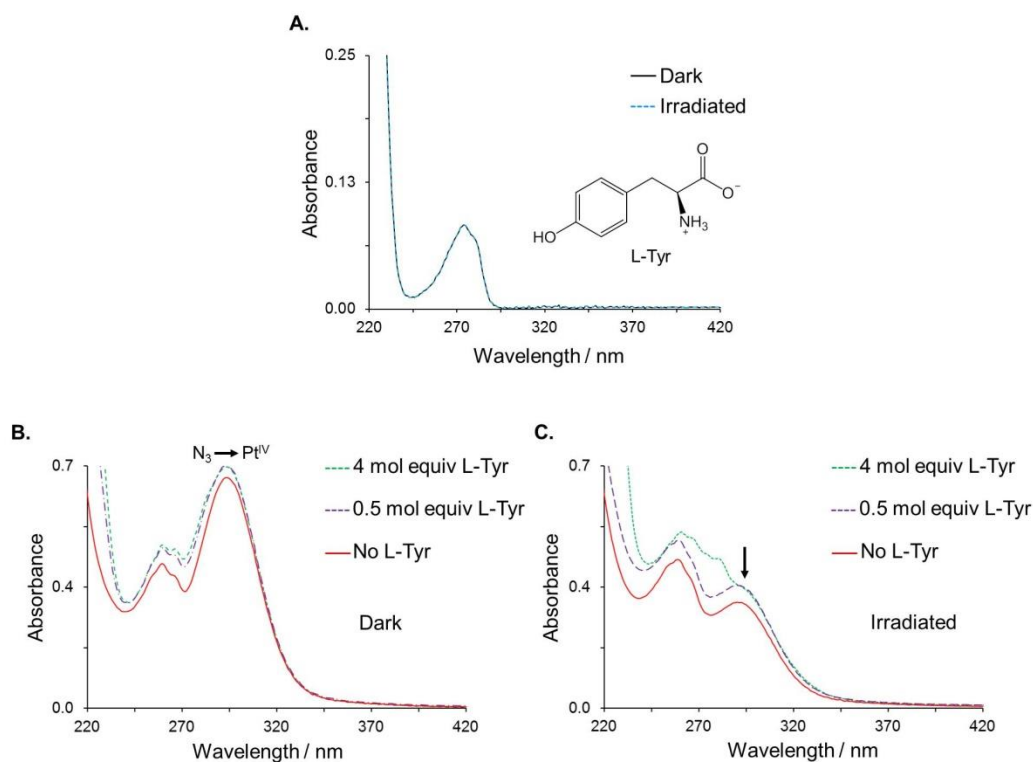 A.
0.25
0.13
0.00
Absorbance
Dark
Irradiated
O
O⁻
NH₃
+
HO
L-Tyr
220 270 320 370 420
Wavelength / nm
B.
N₃ → Ptᴵⱽ
0.7
0.4
0.0
Absorbance
4 mol equiv L-Tyr
0.5 mol equiv L-Tyr
No L-Tyr
Dark
220 270 320 370 420
Wavelength / nm
C.
0.7
0.4
0.0
Absorbance
4 mol equiv L-Tyr
0.5 mol equiv L-Tyr
No L-Tyr
Irradiated
220 270 320 370 420
Wavelength / nm